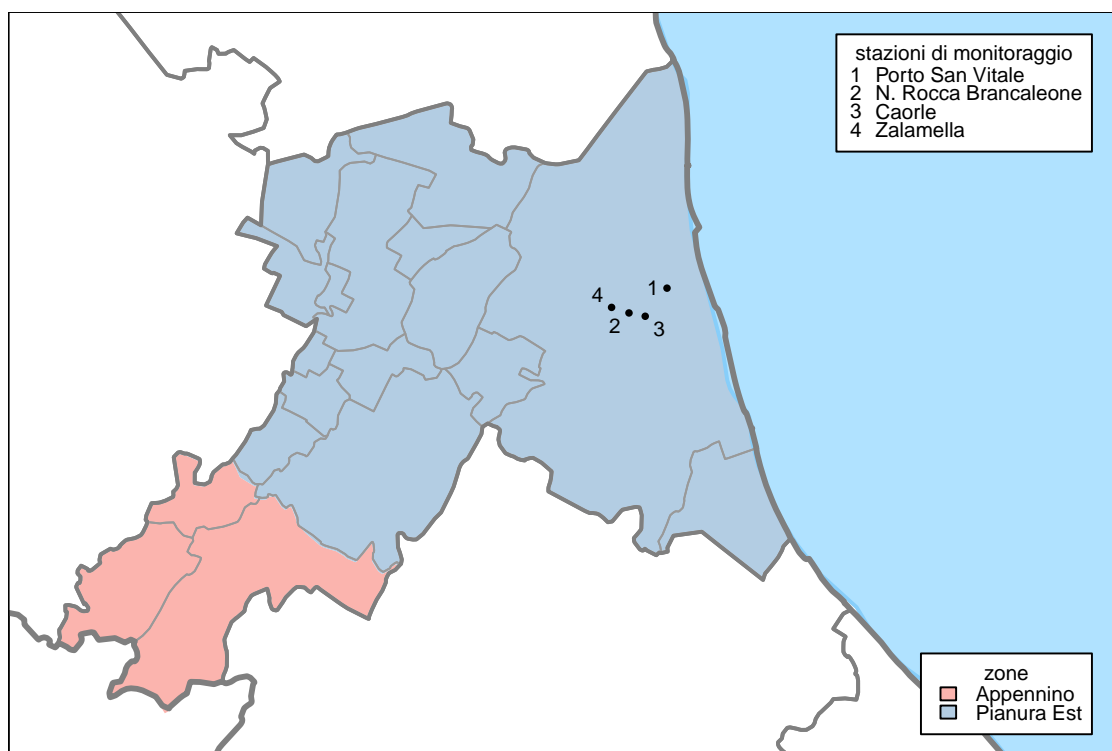 stazioni di monitoraggio
1 Porto San Vitale
2 N. Rocca Brancaleone
3 Caorle
4 Zalamella
1
4
2
3
zone
Appennino
Pianura Est